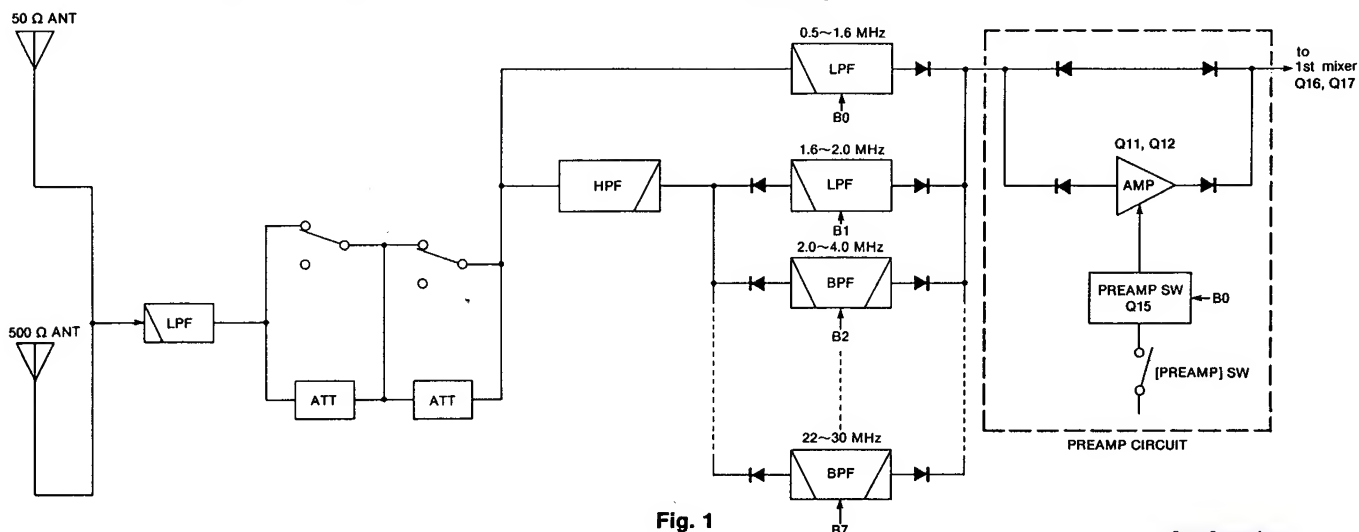 50 Ω ANT
500 Ω ANT
LPF
ATT
ATT
HPF
0.5~1.6 MHz
LPF
B0
1.6~2.0 MHz
LPF
B1
2.0~4.0 MHz
BPF
B2
22~30 MHz
BPF
B7
to
1st mixer
Q16, Q17
Q11, Q12
AMP
PREAMP SW
Q15
B0
[PREAMP] SW
PREAMP CIRCUIT
Fig. 1